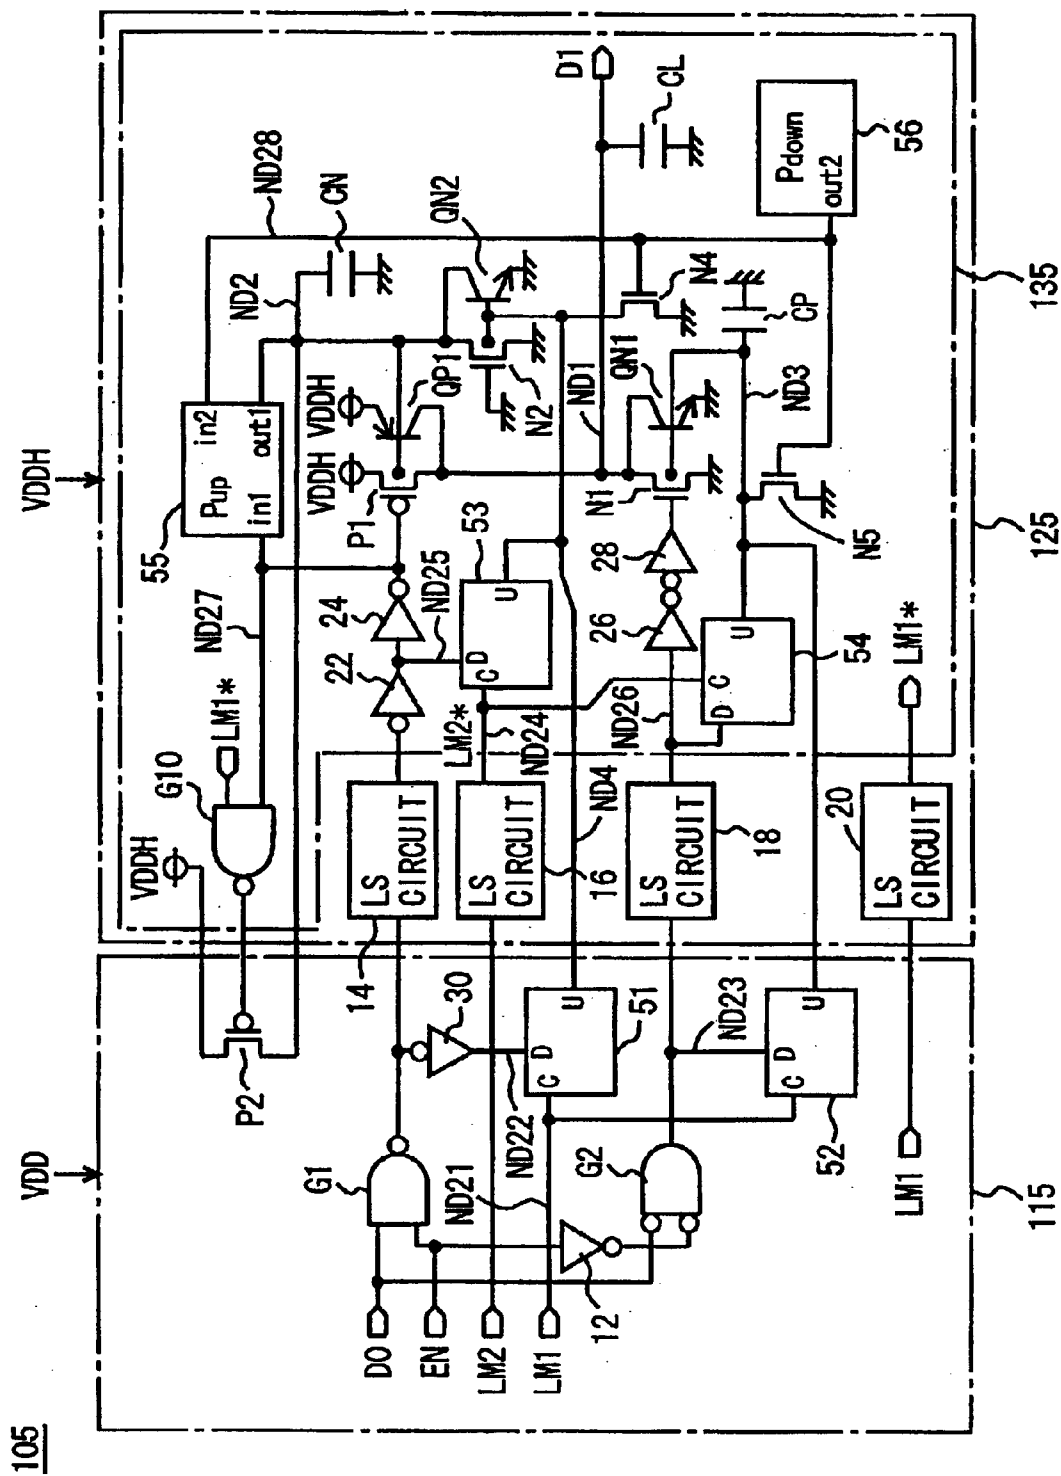 105
VDD
VDDH
115
125
135
DO
EN
LM2
LM1
LM1
G1
G2
12
ND21
ND22
ND23
30
C
D
U
51
C
D
U
52
P2
VDDH
G10
LM1*
ND27
55
Pup
in1
in2
out1
14
LS
CIRCUIT
LS
CIRCUIT
16
LS
CIRCUIT
18
20
LS
CIRCUIT
LM1*
22
24
ND25
LM2*
ND24
ND4
ND26
26
28
C
D
U
53
D
C
U
54
P1
VDDH
VDDH
QP1
N2
QN2
ND2
CN
ND28
ND1
N1
QN1
N4
CP
ND3
N5
D1
CL
Pdown
out2
56